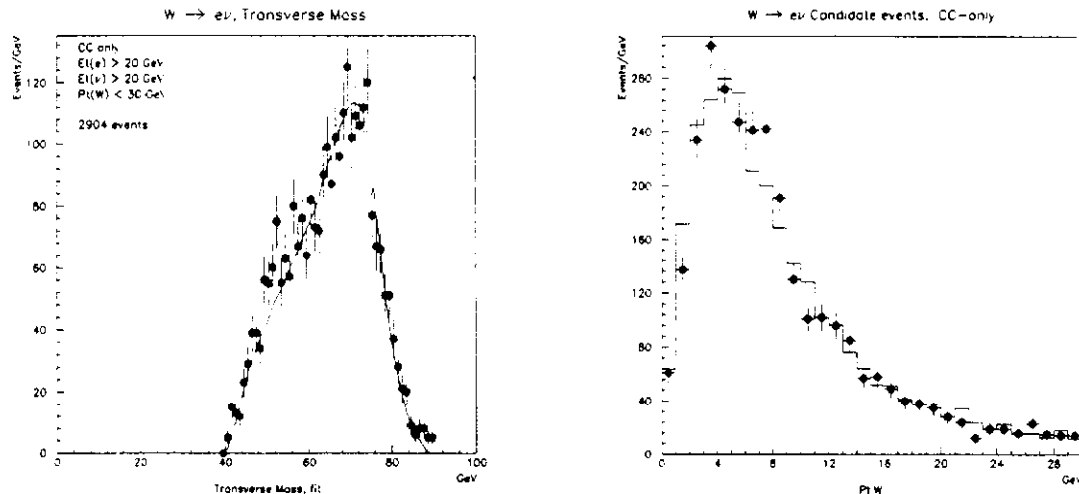 W → eν, Transverse Mass
Events/GeV
CC only
Et(e) > 20 GeV
Et(ν) > 20 GeV
Pt(W) < 30 GeV
2904 events
120
100
80
60
40
20
0
0 20 40 60 80 100
GeV
Transverse Mass, fit
W → eν Candidate events, CC-only
Events/GeV
280
240
200
160
120
80
40
0
0 4 8 12 16 20 24 28
GeV
Pt W